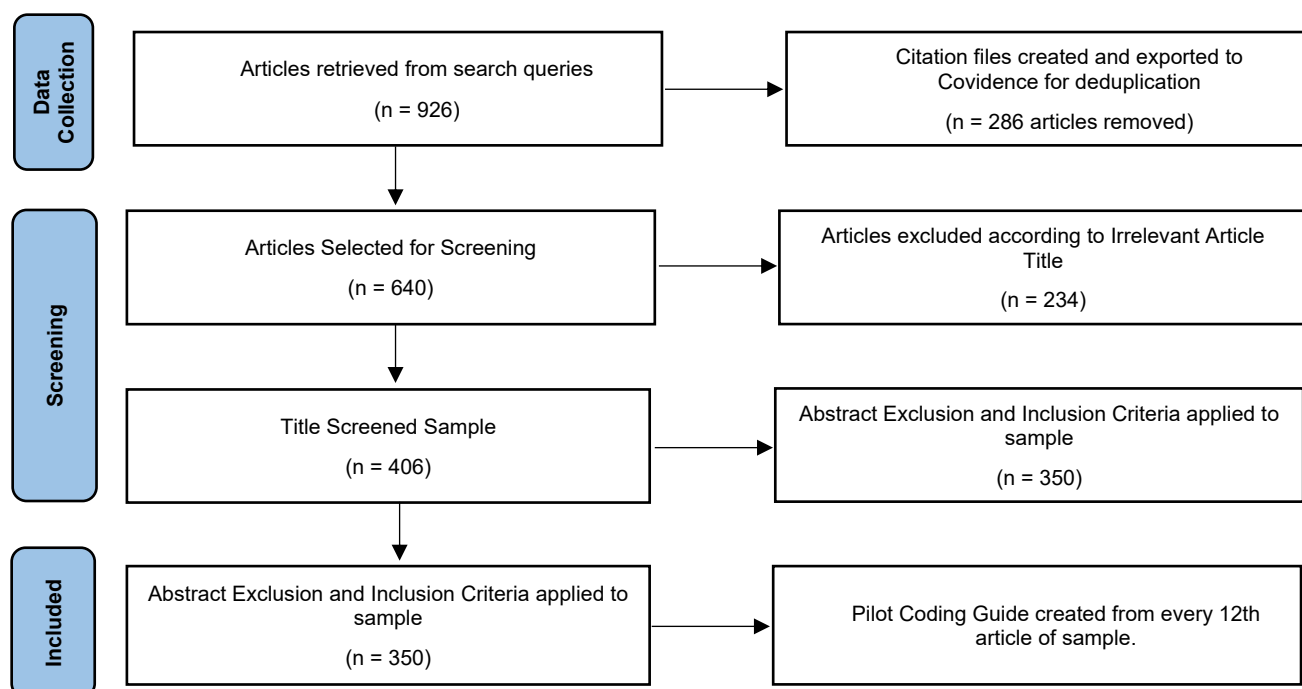 Data
Collection
Articles retrieved from search queries
(n = 926)
Citation files created and exported to
Covidence for deduplication
(n = 286 articles removed)
Screening
Articles Selected for Screening
(n = 640)
Articles excluded according to Irrelevant Article
Title
(n = 234)
Title Screened Sample
(n = 406)
Abstract Exclusion and Inclusion Criteria applied to
sample
(n = 350)
Included
Abstract Exclusion and Inclusion Criteria applied to
sample
(n = 350)
Pilot Coding Guide created from every 12th
article of sample.